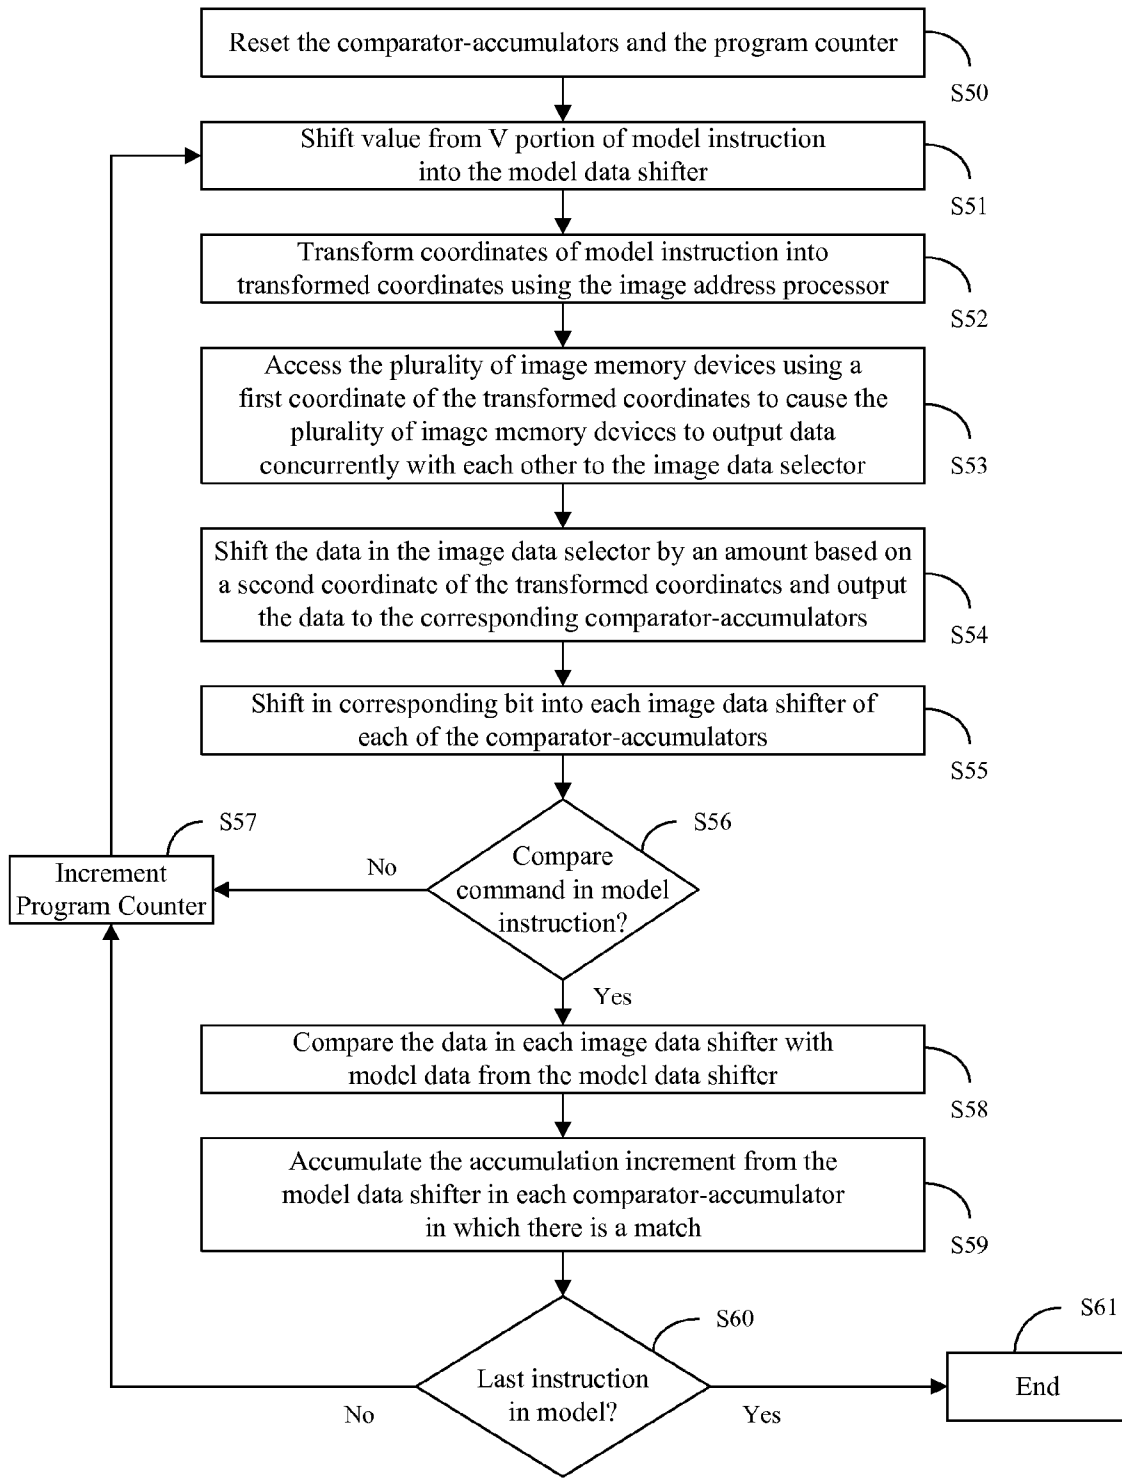 Reset the comparator-accumulators and the program counter
S50
Shift value from V portion of model instruction
into the model data shifter
S51
Transform coordinates of model instruction into
transformed coordinates using the image address processor
S52
Access the plurality of image memory devices using a
first coordinate of the transformed coordinates to cause the
plurality of image memory devices to output data
concurrently with each other to the image data selector
S53
Shift the data in the image data selector by an amount based on
a second coordinate of the transformed coordinates and output
the data to the corresponding comparator-accumulators
S54
Shift in corresponding bit into each image data shifter of
each of the comparator-accumulators
S55
S57
S56
Increment
Program Counter
No
Compare
command in model
instruction?
Yes
Compare the data in each image data shifter with
model data from the model data shifter
S58
Accumulate the accumulation increment from the
model data shifter in each comparator-accumulator
in which there is a match
S59
S60
S61
Last instruction
in model?
End
No
Yes